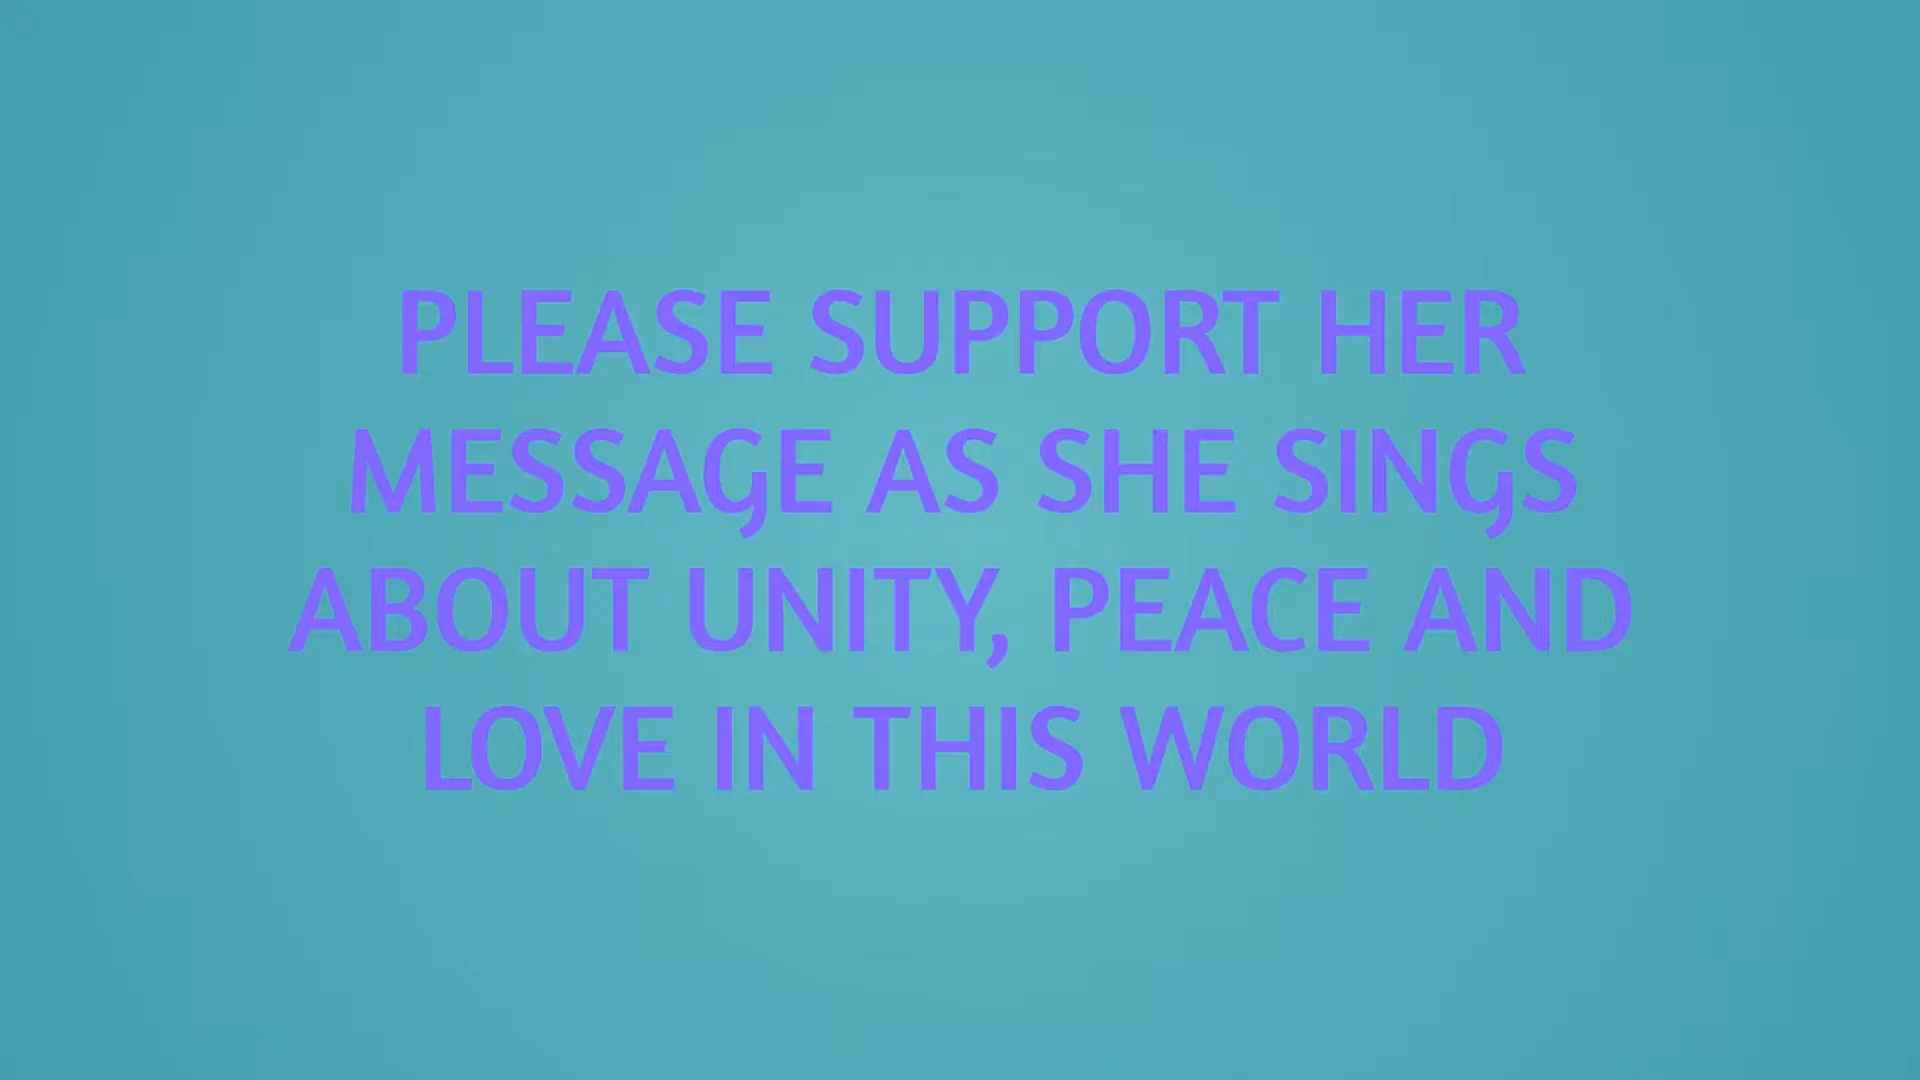 PLEASE SUPPORT HER
MESSAGE AS SHE SINGS
ABOUT UNITY, PEACE AND
LOVE IN THIS WORLD